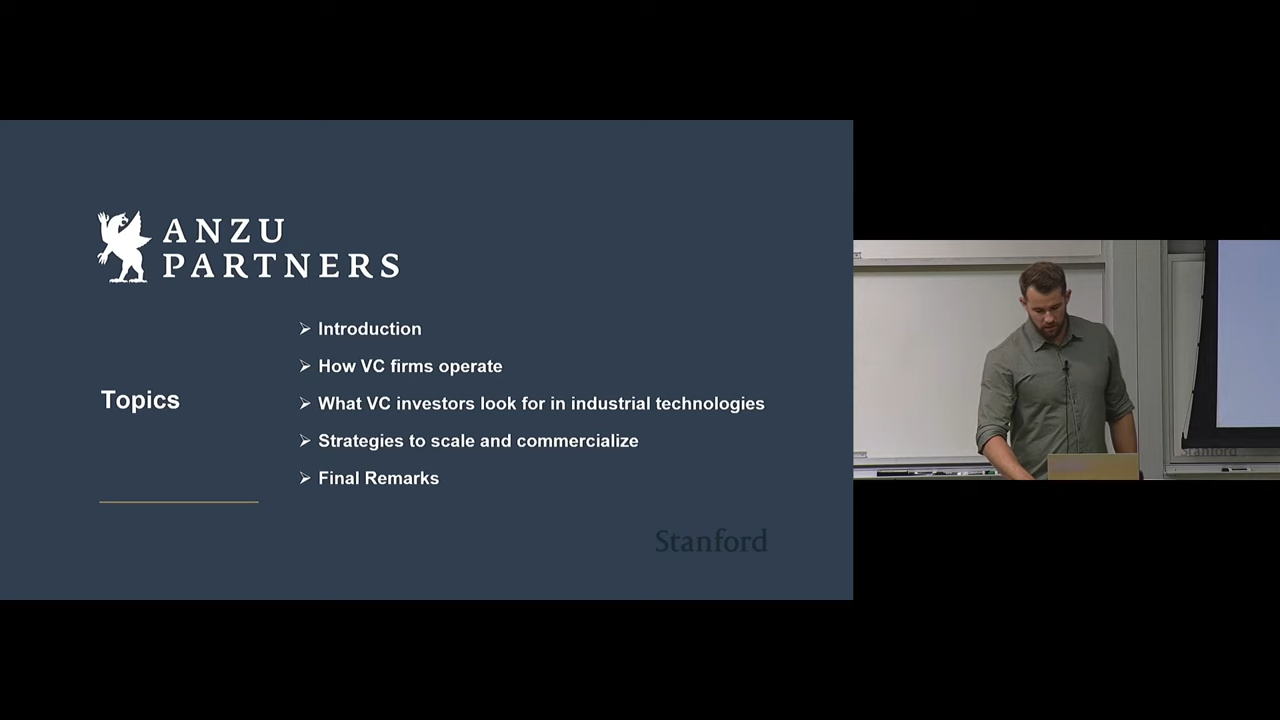 ANZU
PARTNERS
Topics
Introduction
How VC firms operate
What VC investors look for in industrial technologies
Strategies to scale and commercialize
Final Remarks
Stanford
Stanford